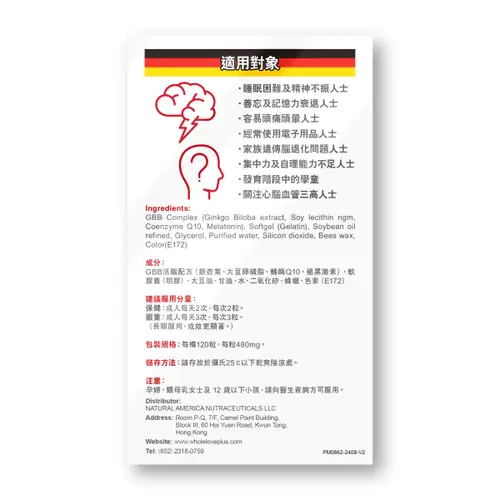 適用對象
・睡眠困難及精神不振人士
・善忘及記憶力衰退人士
・容易頭痛頭暈人士
・經常使用電子用品人士
・家族遺傳腦退化問題人士
・集中力及自理能力不足人士
・發育階段中的學童
・關注心腦血管三高人士
Ingredients:
GBB Complex (Ginkgo Biloba extract, Soy lecithin ngm,
Coenzyme Q10, Melatonin), Softgel (Gelatin), Soybean oil
refined, Glycerol, Purified water, Silicon dioxide, Bees wax,
Color(E172)
成分：
GBB活腦配方（銀杏葉、大豆卵磷脂、輔酶Q10、褪黑激素）、軟
膠囊（明膠）、大豆油、甘油、水、二氧化矽、蜂蠟、色素（E172）
建議服用分量：
保健：成人每天2次，每次2粒。
嚴重：成人每天3次，每次3粒。
（長期服用，成效更顯著。）
包裝規格：每樽120粒，每粒480mg。
儲存方法：請存放於攝氏25℃以下乾爽陰涼處。
注意：
孕婦、餵母乳女士及 12 歲以下小孩，請向醫生查詢方可服用。
Distributor:
NATURAL AMERICA NUTRACEUTICALS LLC
Address: Room P-Q, 7/F, Camel Paint Building,
Block III, 60 Hoi Yuen Road, Kwun Tong,
Hong Kong
Website: www.wholeloveplus.com
Tel: (852) 2318-0759
PM0862-2408-V2